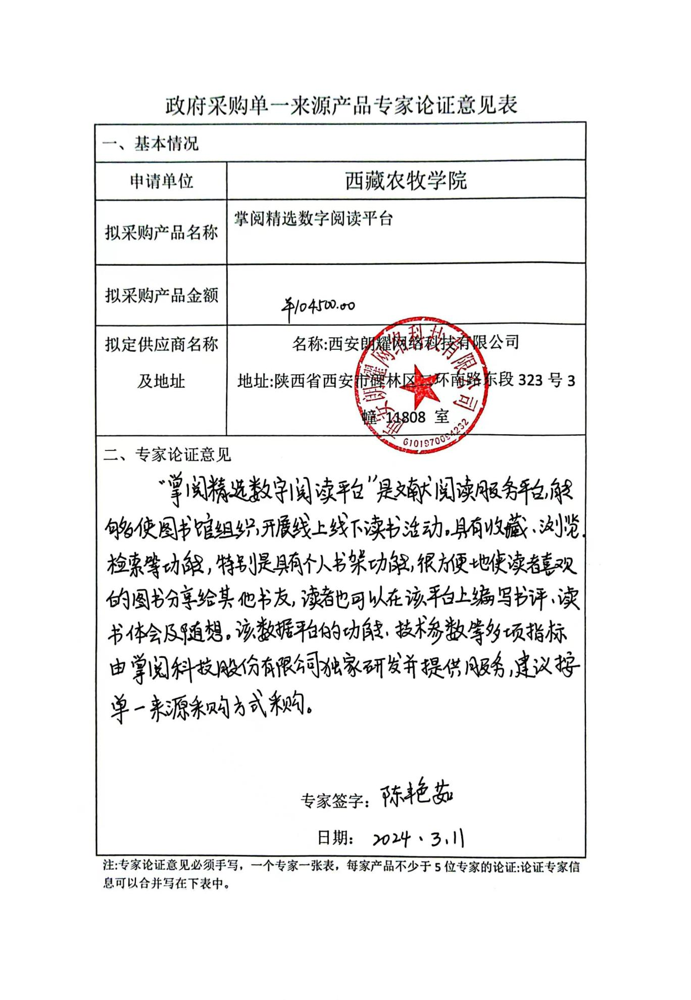 政府采购单一来源产品专家论证意见表
一、基本情况
申请单位
西藏农牧学院
拟采购产品名称
掌阅精选数字阅读平台
拟采购产品金额
¥104500.00
拟定供应商名称
及地址
名称:西安朗耀网络科技有限公司
地址:陕西省西安市碑林区二环南路东段 323 号 3
幢 11808 室
西安朗耀网络科技有限公司
6101970094232
二、专家论证意见
“掌阅精选数字阅读平台”是文献阅读服务平台,能
够使图书馆组织,开展线上线下读书活动。具有收藏、浏览、
检索等功能,特别是具有个人书架功能,很方便地使读者喜观
的图书分享给其他书友,读者也可以在该平台上编写书评、读
书体会及随想。该数据平台的功能、技术参数等多项指标
由掌阅科技股份有限公司独家研发并提供服务,建议按
单一来源采购方式采购。
专家签字: 陈艳茹
日期: 2024、3.11
注:专家论证意见必须手写，一个专家一张表，每家产品不少于 5 位专家的论证:论证专家信
息可以合并写在下表中。